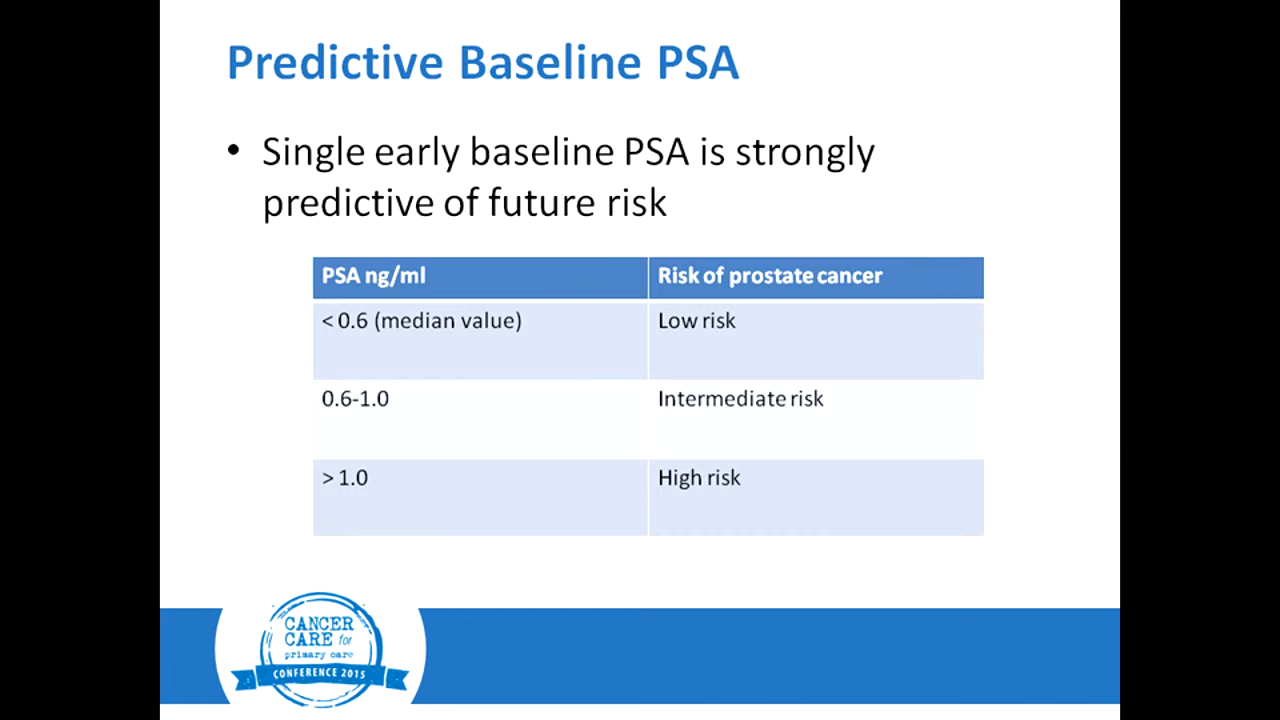 Predictive Baseline PSA
• Single early baseline PSA is strongly
predictive of future risk
PSA ng/ml
Risk of prostate cancer
< 0.6 (median value)
Low risk
0.6-1.0
Intermediate risk
> 1.0
High risk
CANCER
CARE for
primary care
CONFERENCE 2015